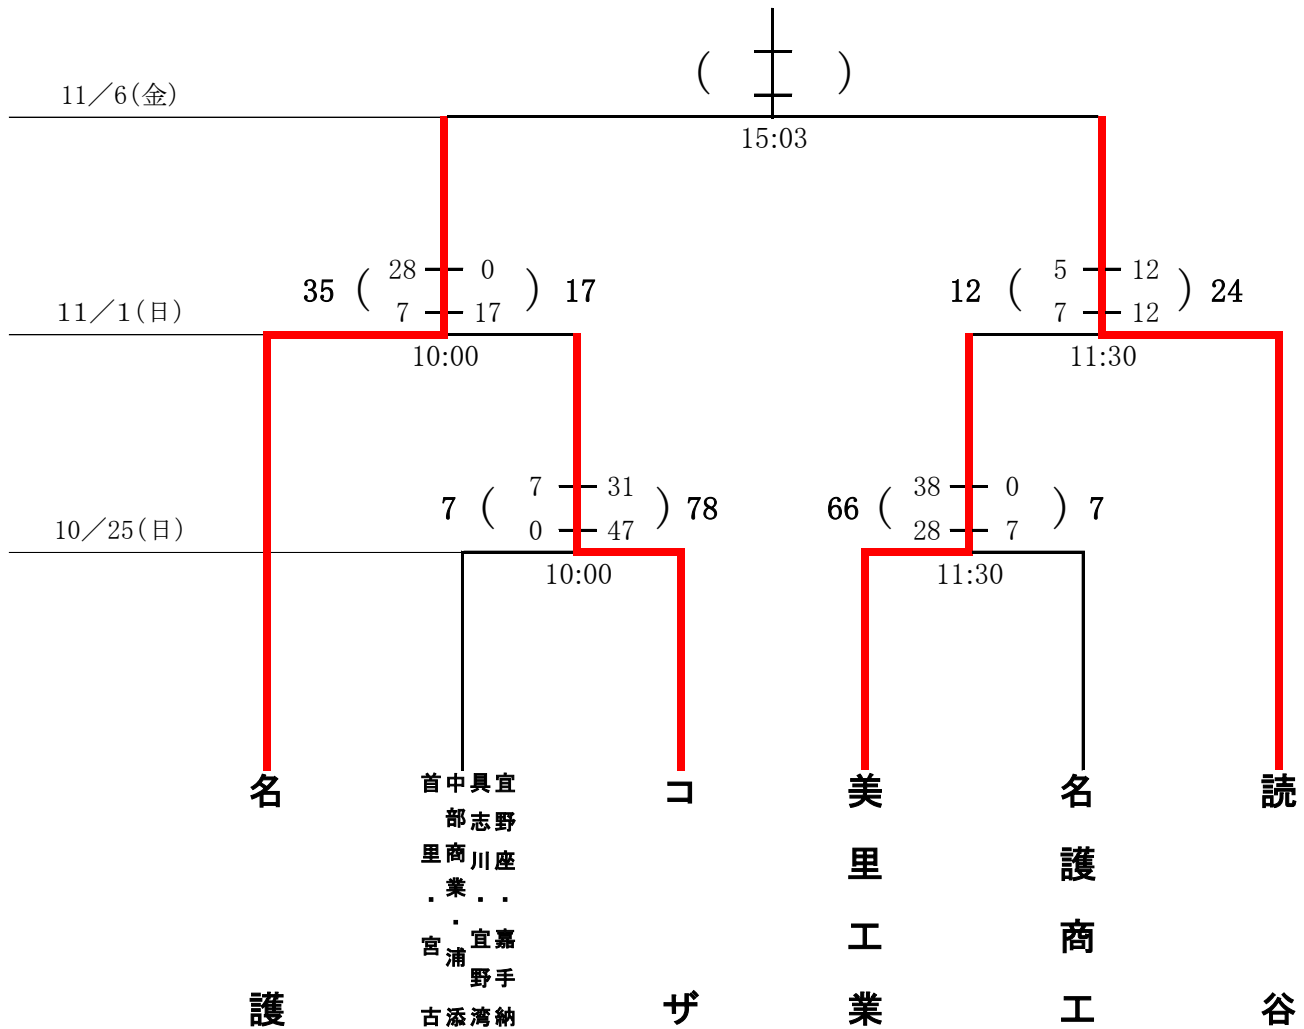 ( )
11／6(金)
15:03
35 ( 28 0 ) 17
7 17
12 ( 5 12 ) 24
7 12
11／1(日)
10:00
11:30
7 ( 7 31 ) 78
0 47
66 ( 38 0 ) 7
28 7
10／25(日)
10:00
11:30
名護
宜野座・嘉手納
具志川・宜野湾
中部商業・浦添
首里・宮古
コザ
美里工業
名護商工
読谷